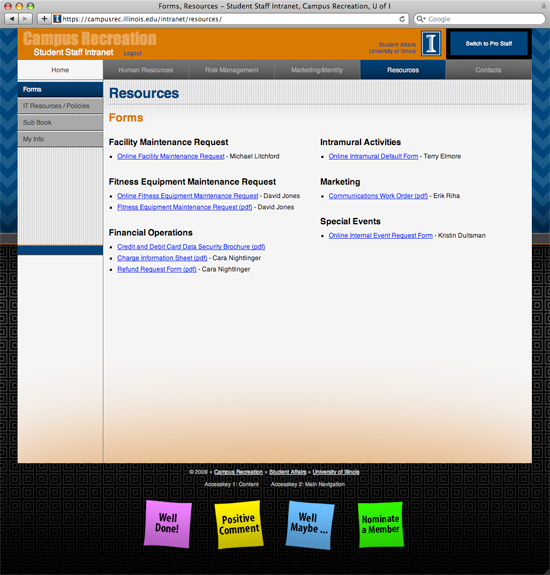 Forms, Resources – Student Staff Intranet, Campus Recreation, U of I
https://campusrec.illinois.edu/intranet/resources/
Google
Campus Recreation
Student Staff Intranet
Logout
Student Affairs
University of Illinois
I
Switch to Pro Staff
Home
Human Resources
Risk Management
Marketing/Identity
Resources
Contacts
Forms
IT Resources / Policies
Sub Book
My Info
Resources
Forms
Facility Maintenance Request
Online Facility Maintenance Request - Michael Litchford
Fitness Equipment Maintenance Request
Online Fitness Equipment Maintenance Request - David Jones
Fitness Equipment Maintenance Request (pdf) - David Jones
Financial Operations
Credit and Debit Card Data Security Brochure (pdf)
Charge Information Sheet (pdf) - Cara Nightlinger
Refund Request Form (pdf) - Cara Nightlinger
Intramural Activities
Online Intramural Default Form - Terry Elmore
Marketing
Communications Work Order (pdf) - Erik Riha
Special Events
Online Internal Event Request Form - Kristin Duitsman
© 2009 » Campus Recreation » Student Affairs » University of Illinois
Accesskey 1: Content Accesskey 2: Main Navigation
Well
Done!
Positive
Comment
Well
Maybe ...
Nominate
a Member